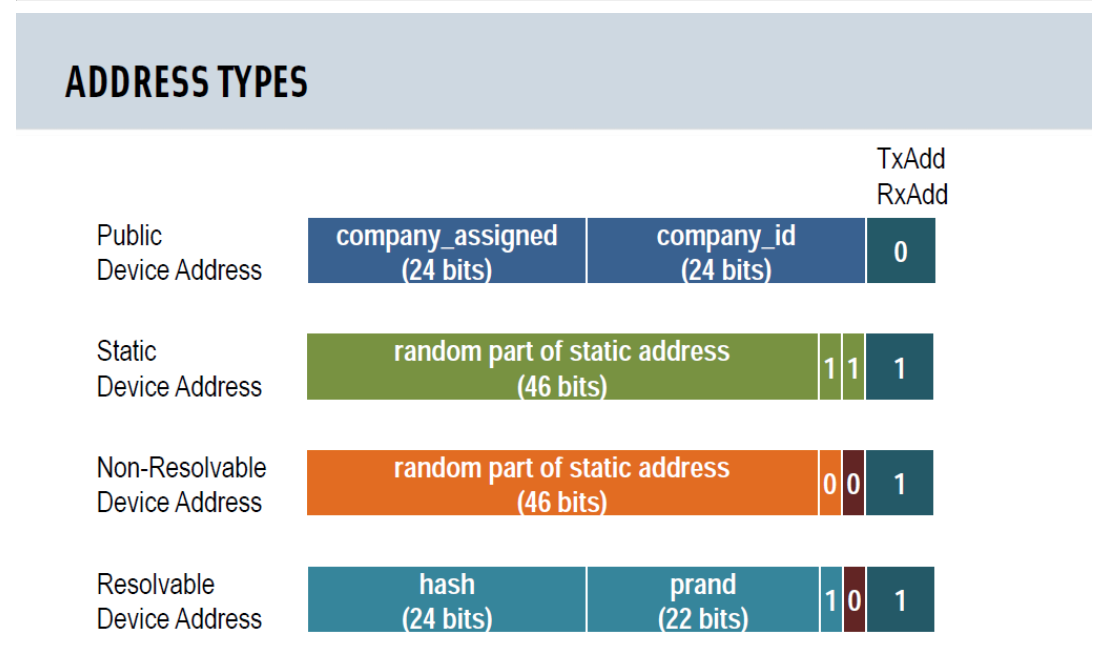 ADDRESS TYPES
TxAdd
RxAdd
Public
Device Address
company_assigned
(24 bits)
company_id
(24 bits)
0
Static
Device Address
random part of static address
(46 bits)
1
1
1
Non-Resolvable
Device Address
random part of static address
(46 bits)
0
0
1
Resolvable
Device Address
hash
(24 bits)
prand
(22 bits)
1
0
1